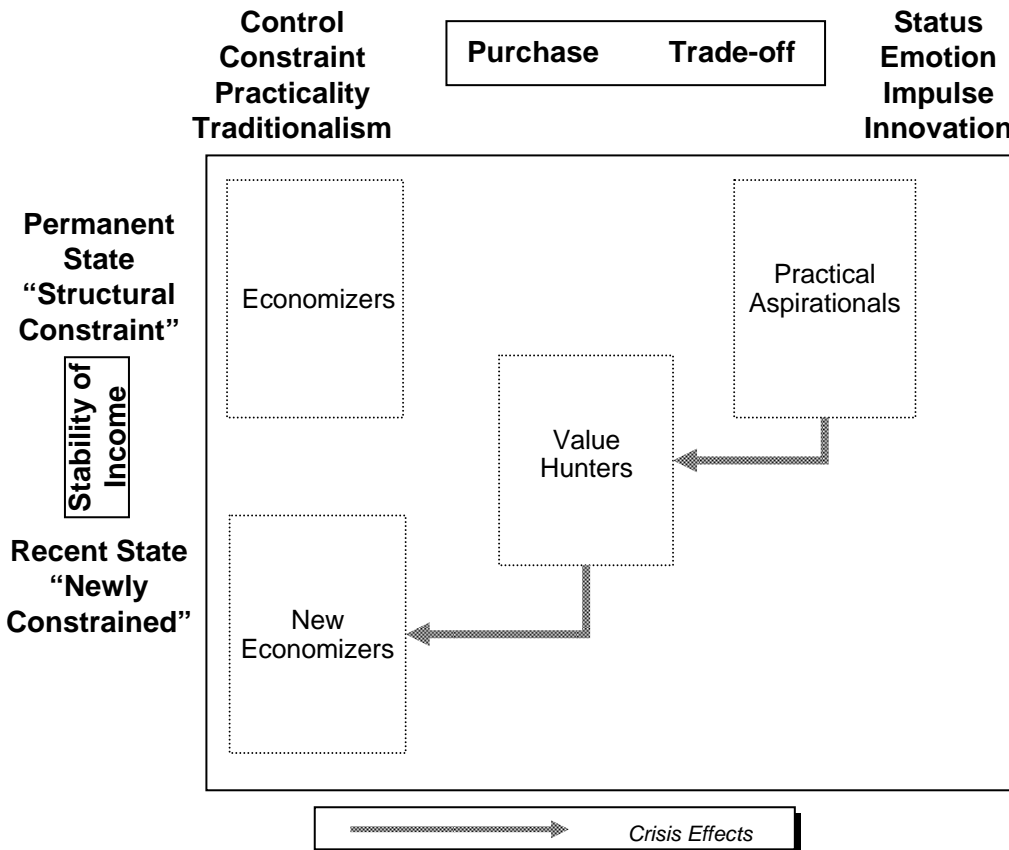 Control
Constraint
Practicality
Traditionalism
Purchase Trade-off
Status
Emotion
Impulse
Innovation
Permanent
State
“Structural
Constraint”
Stability of
Income
Recent State
“Newly
Constrained”
Economizers
Practical
Aspirationals
Value
Hunters
New
Economizers
Crisis Effects